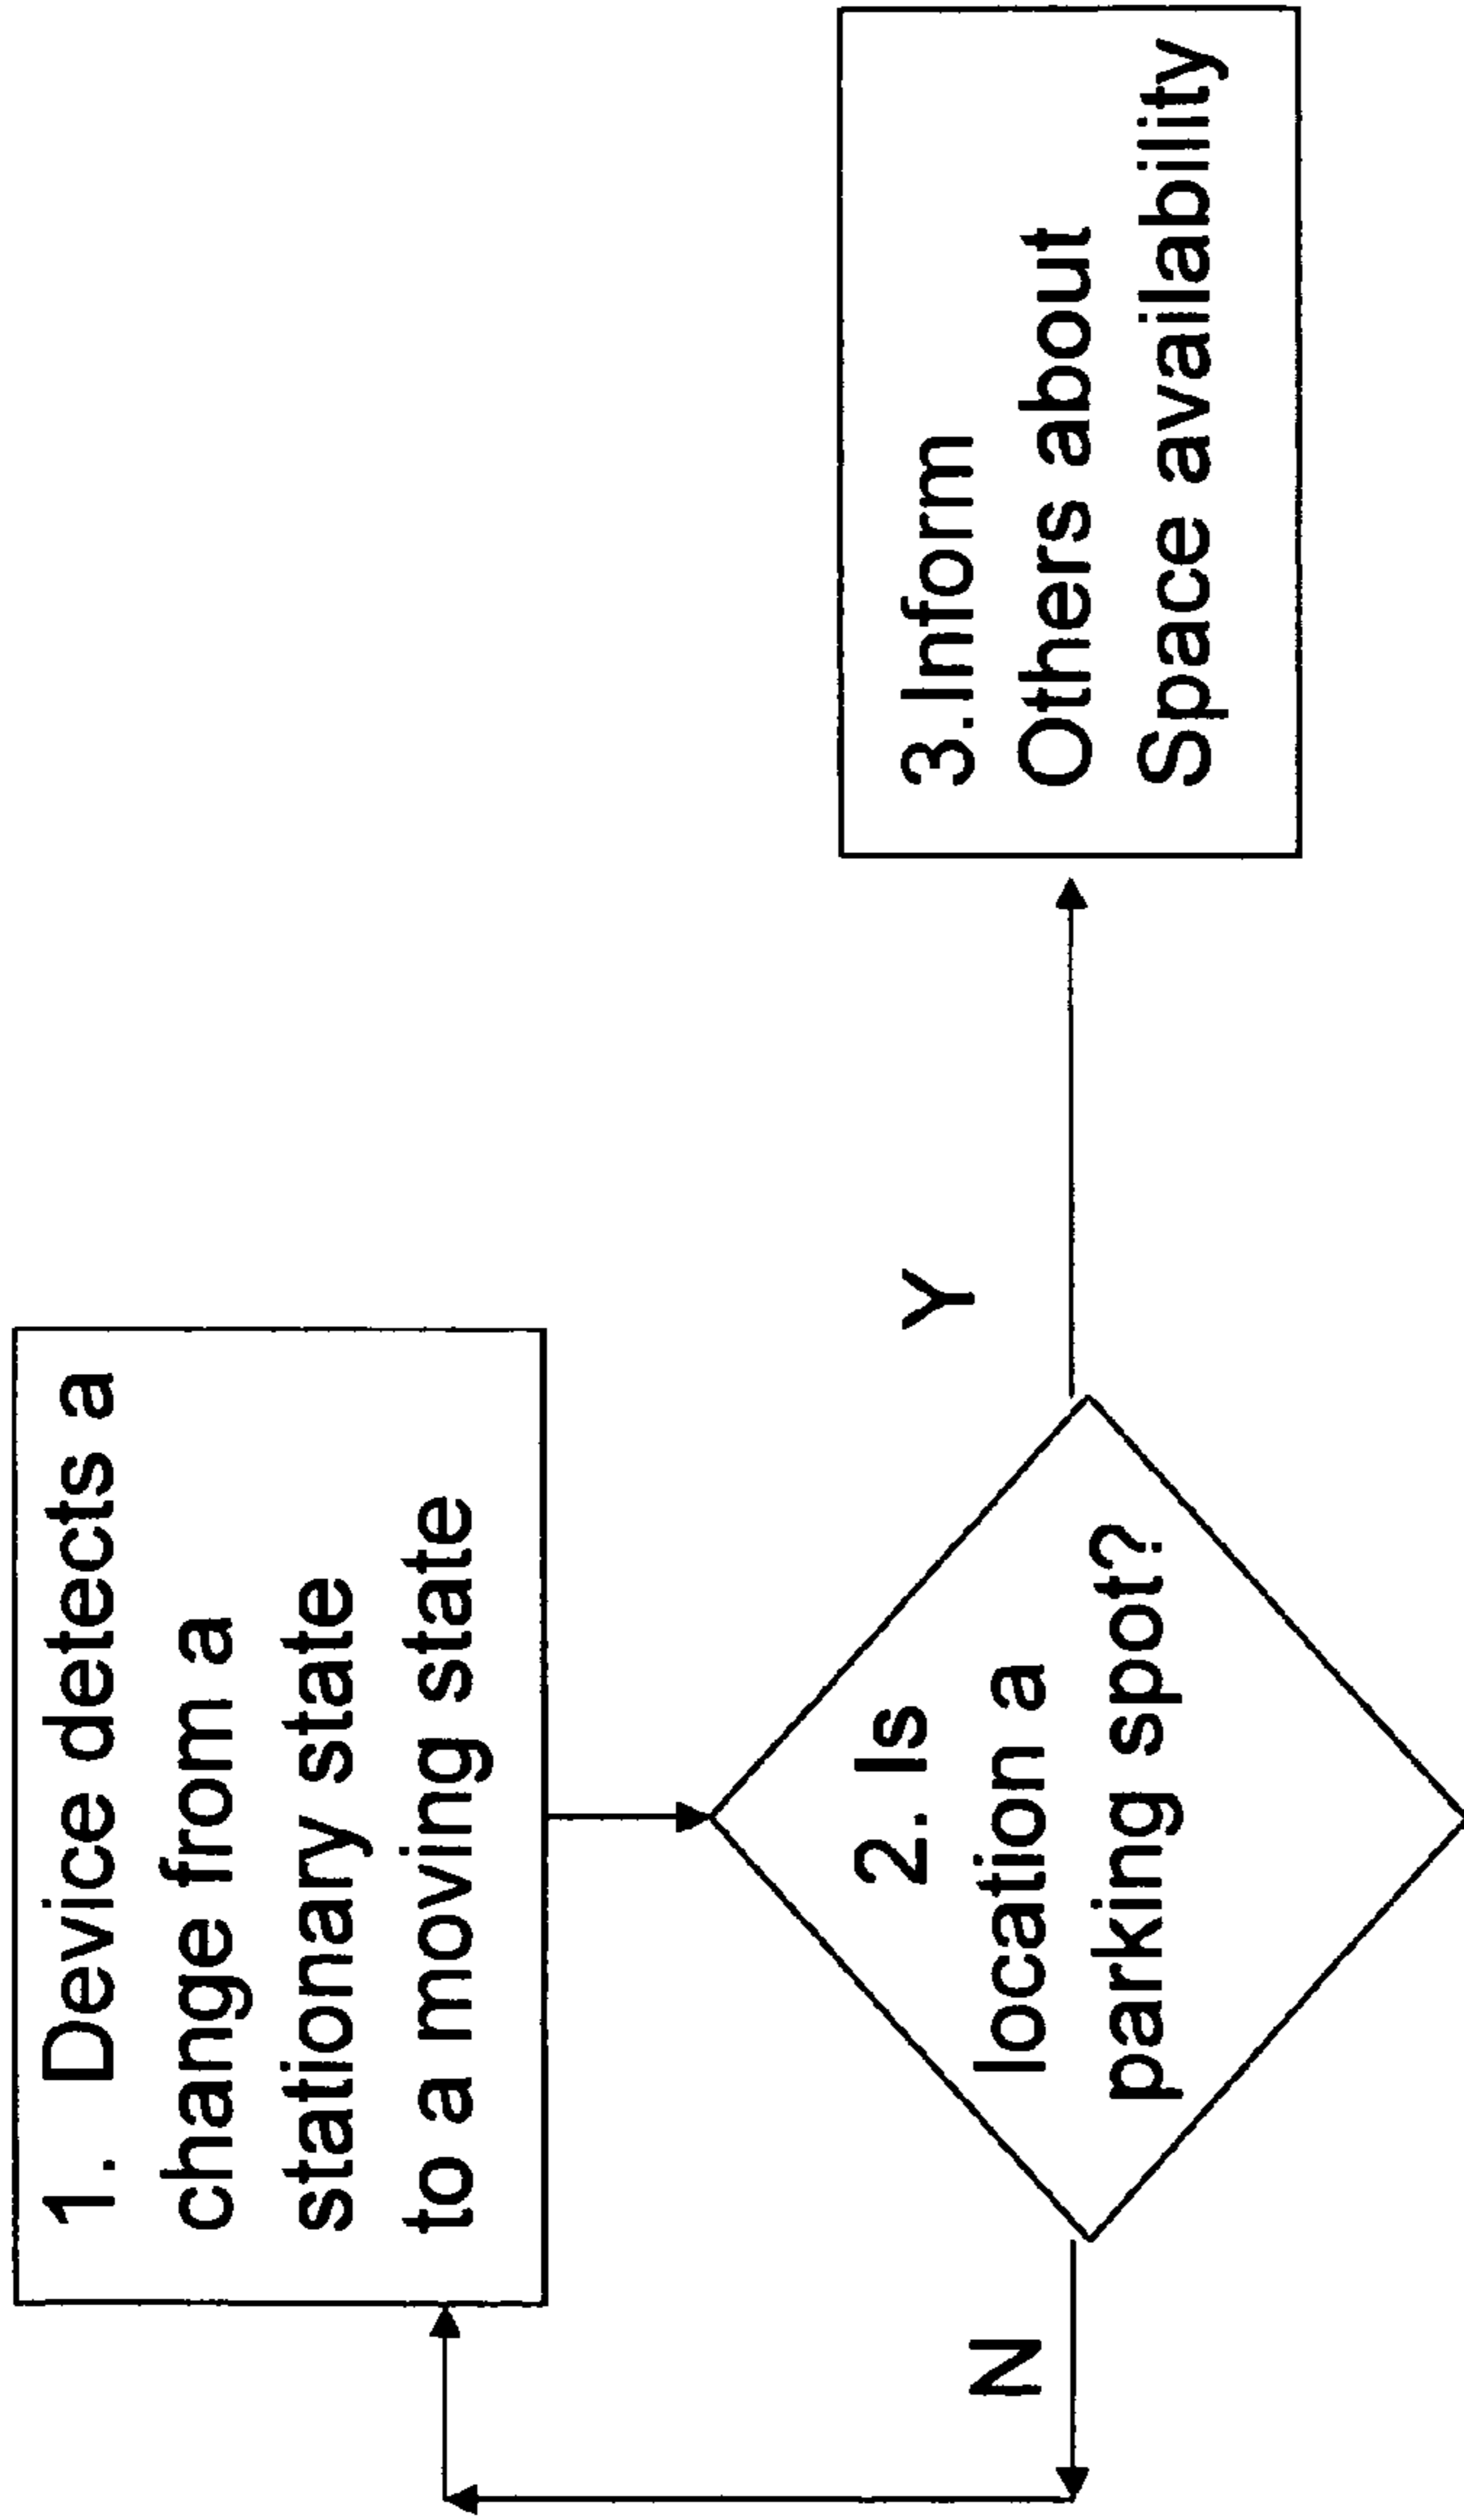 1. Device detects a
change from a
stationary state
to a moving state
2. Is
location a
parking spot?
N
Y
3.Inform
Others about
Space availability